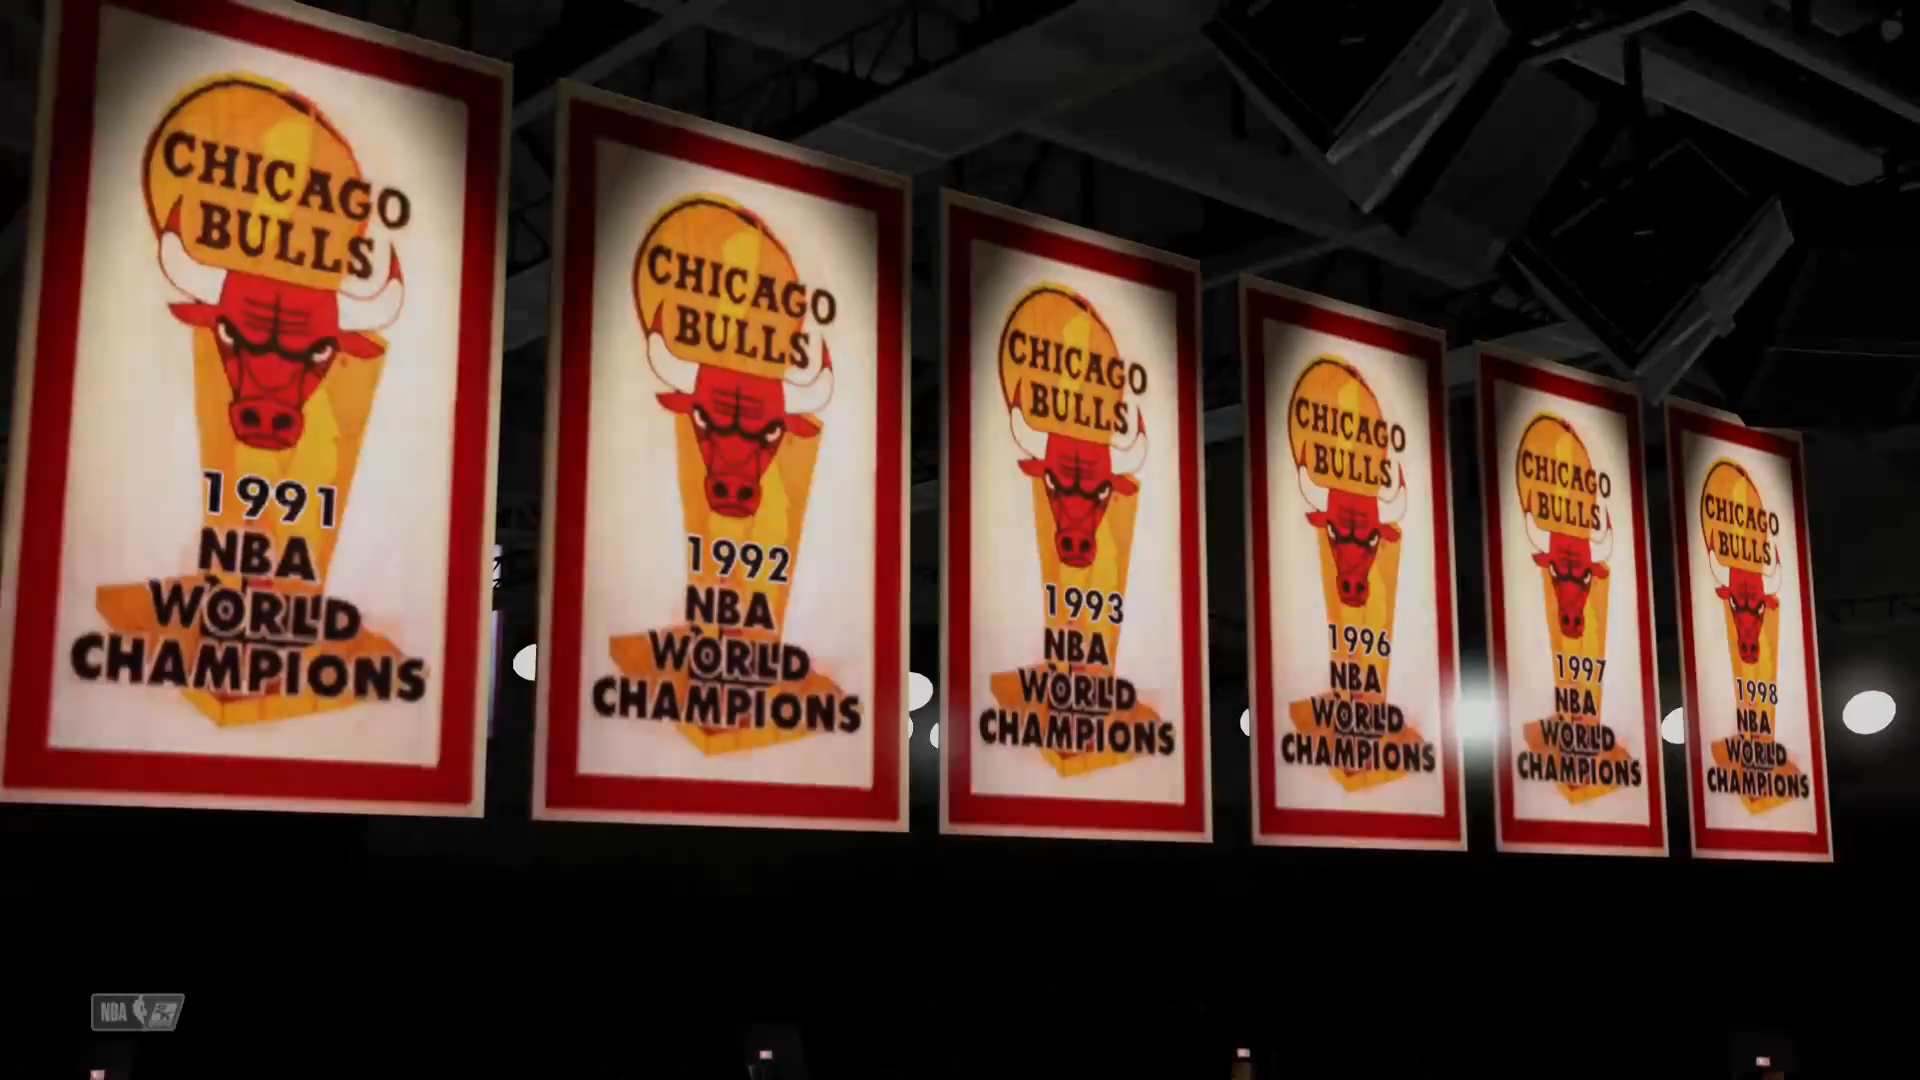 CHICAGO
BULLS
1991
NBA
WORLD
CHAMPIONS
CHICAGO
BULLS
1992
NBA
WORLD
CHAMPIONS
CHICAGO
BULLS
1993
NBA
WORLD
CHAMPIONS
CHICAGO
BULLS
1996
NBA
WORLD
CHAMPIONS
CHICAGO
BULLS
1997
NBA
WORLD
CHAMPIONS
CHICAGO
BULLS
1998
NBA
WORLD
CHAMPIONS
NBA 2K